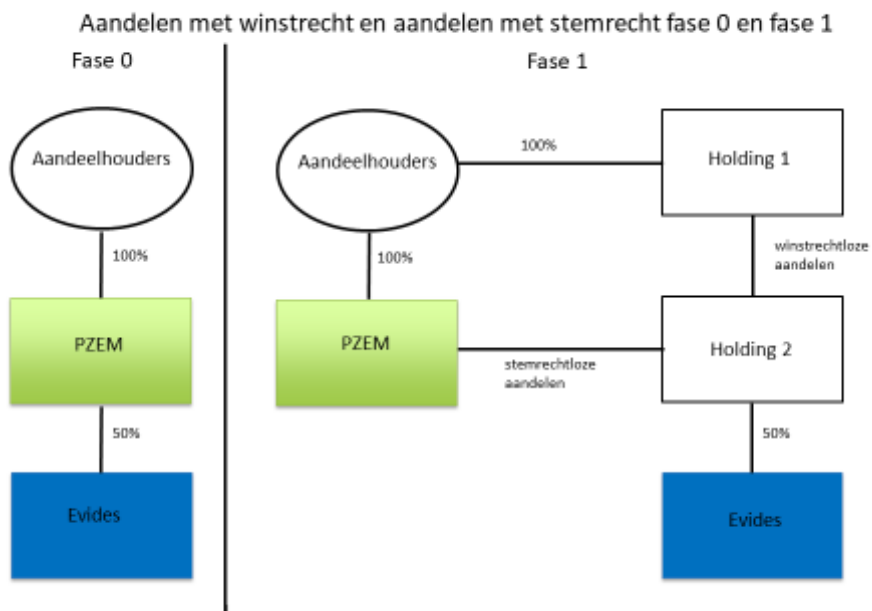 Aandelen met winstrecht en aandelen met stemrecht fase 0 en fase 1
Fase 0
Aandeelhouders
100%
PZEM
50%
Evides
Fase 1
Aandeelhouders
100%
Holding 1
100%
winstrechtloze
aandelen
PZEM
stemrechtloze
aandelen
Holding 2
50%
Evides